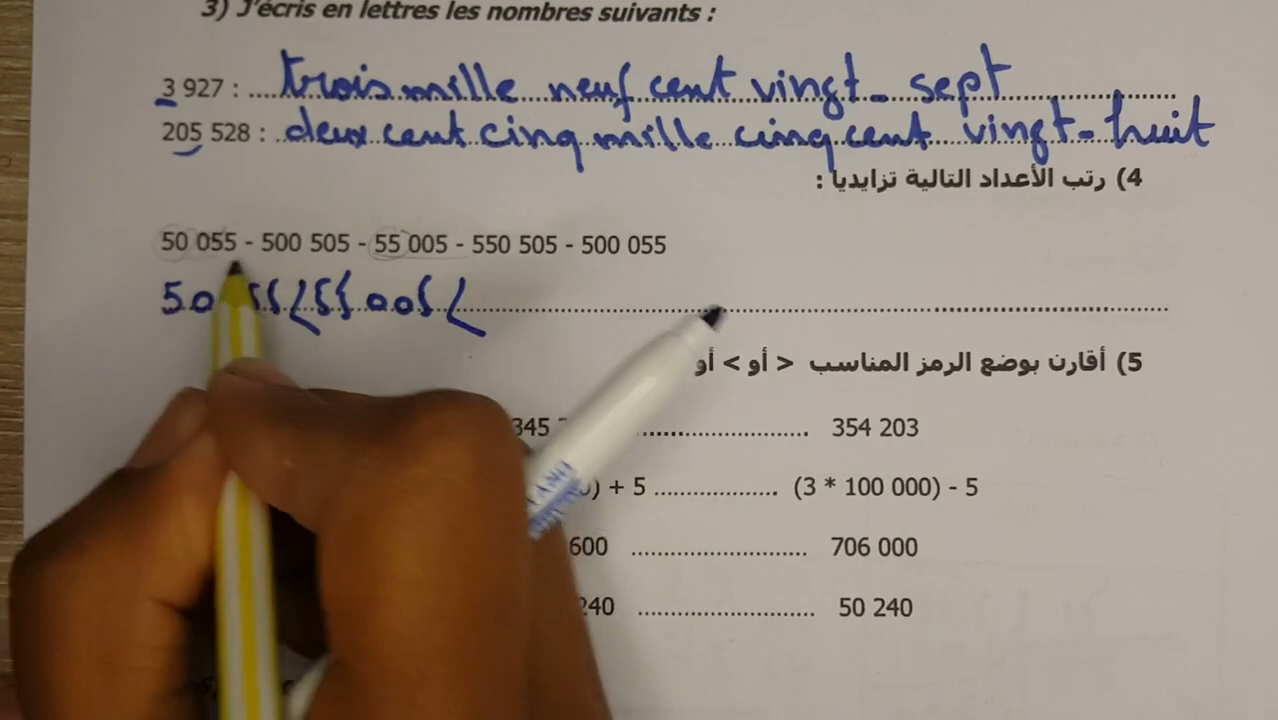 3) J'écris en lettres les nombres suivants :
3 927 : trois mille neuf cent vingt-sept
205 528 : deux cent cinq mille cinq cent vingt-huit
4) رتب الأعداد التالية تزايديا :
50 055 - 500 505 - 55 005 - 550 505 - 500 055
55 005 <
5) أقارن بوضع الرمز المناسب > أو < أو
345 .............................. 354 203
) + 5 .................. (3 * 100 000) - 5
600 .......................... 706 000
240 .......................... 50 240